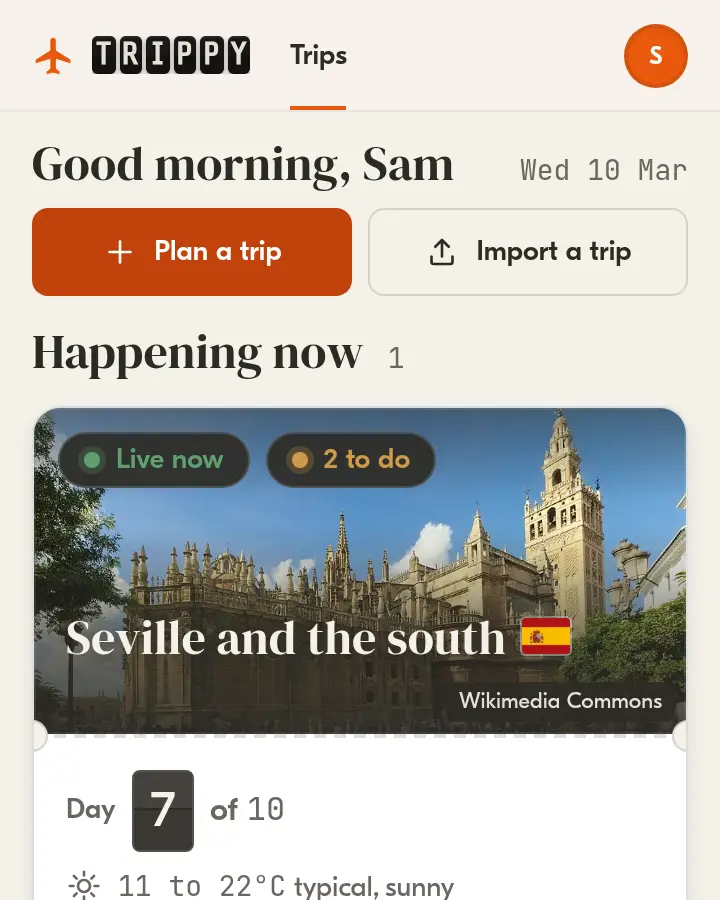 TRIPPY Trips S
Good morning, Sam Wed 10 Mar
Plan a trip Import a trip
Happening now 1
Live now 2 to do
Seville and the south
Wikimedia Commons
Day 7 of 10
11 to 22°C typical, sunny